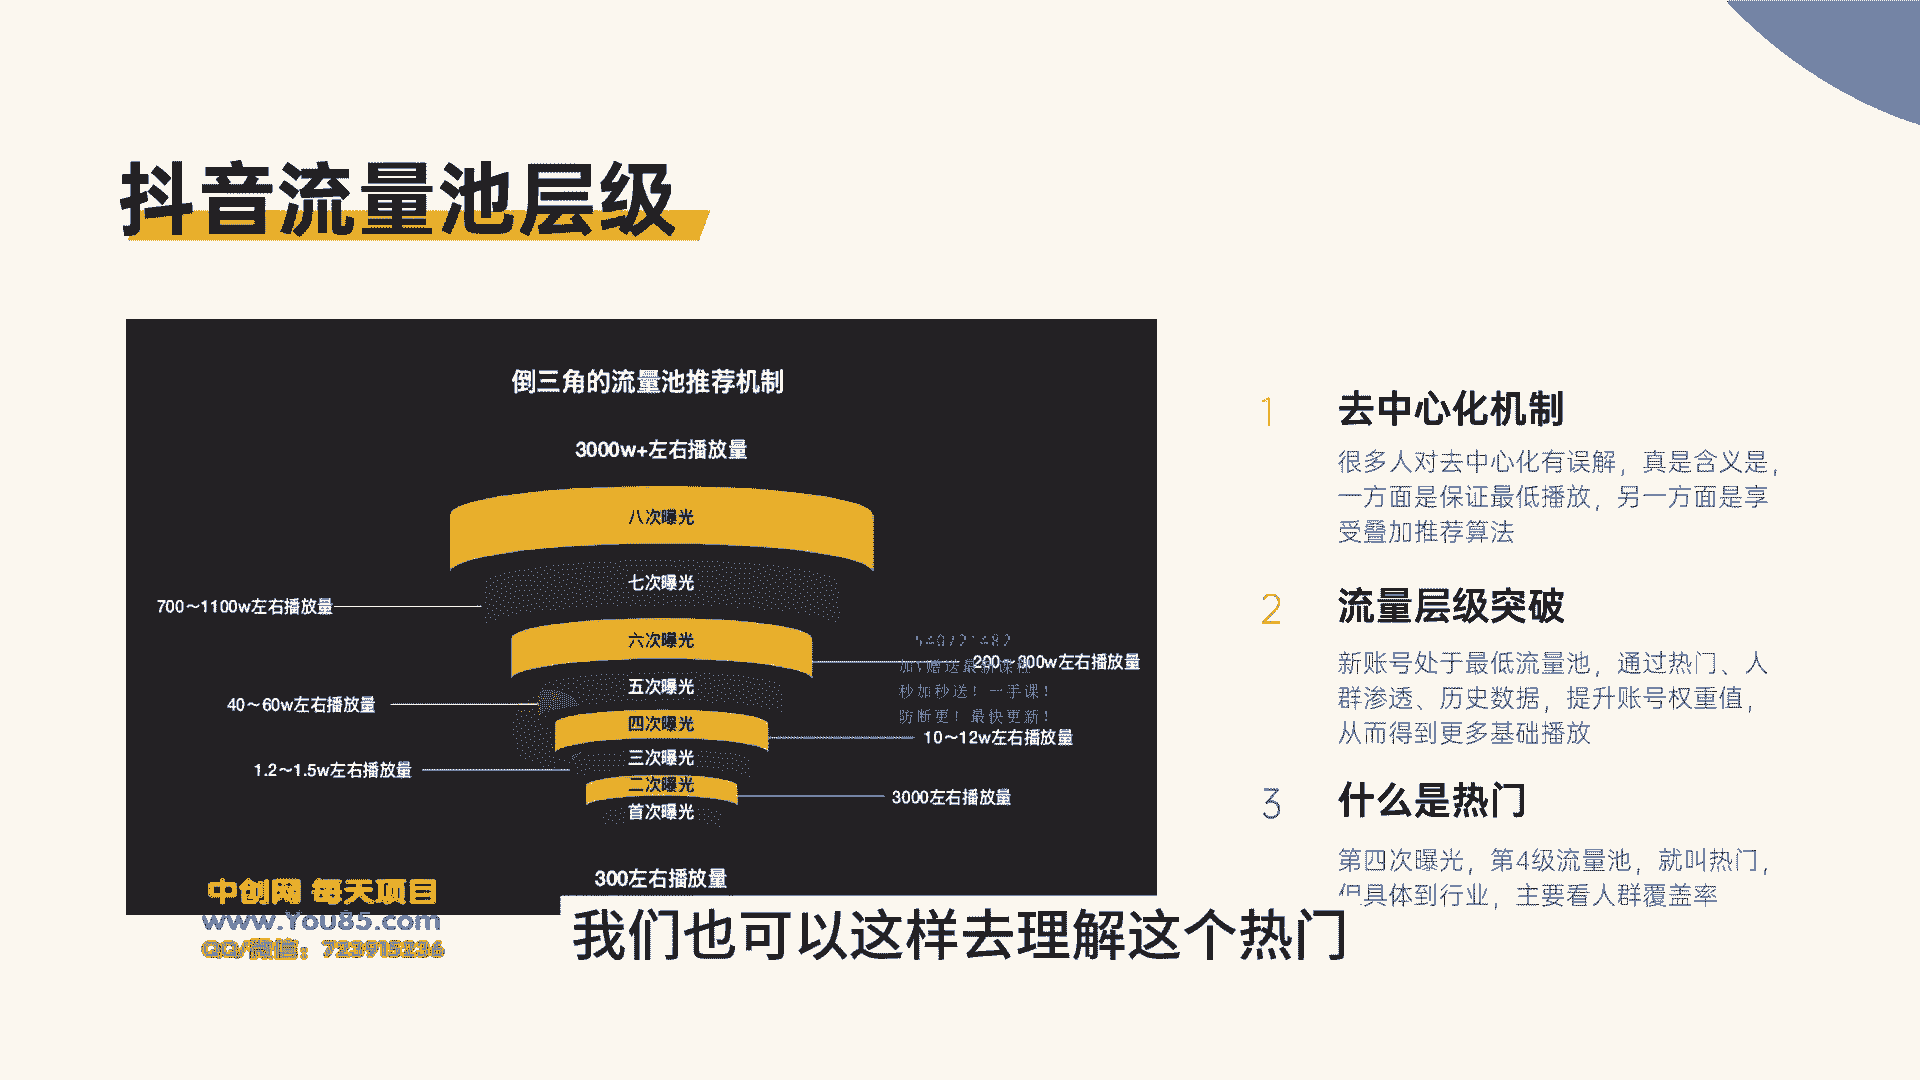 抖音流量池层级
倒三角的流量池推荐机制
3000w+左右播放量
八次曝光
七次曝光
700~1100w左右播放量
六次曝光
200~300w左右播放量
加v赠送最新课程
五次曝光
秒加秒送！一手课！
40~60w左右播放量
防断更！最快更新！
四次曝光
10~12w左右播放量
三次曝光
1.2~1.5w左右播放量
二次曝光
3000左右播放量
首次曝光
300左右播放量
1 去中心化机制
很多人对去中心化有误解，真是含义是，
一方面是保证最低播放，另一方面是享
受叠加推荐算法
2 流量层级突破
新账号处于最低流量池，通过热门、人
群渗透、历史数据，提升账号权重值，
从而得到更多基础播放
3 什么是热门
第四次曝光，第4级流量池，就叫热门，
但具体到行业，主要看人群覆盖率
中创网 每天项目
www.You85.com
QQ/微信：723915236
我们也可以这样去理解这个热门